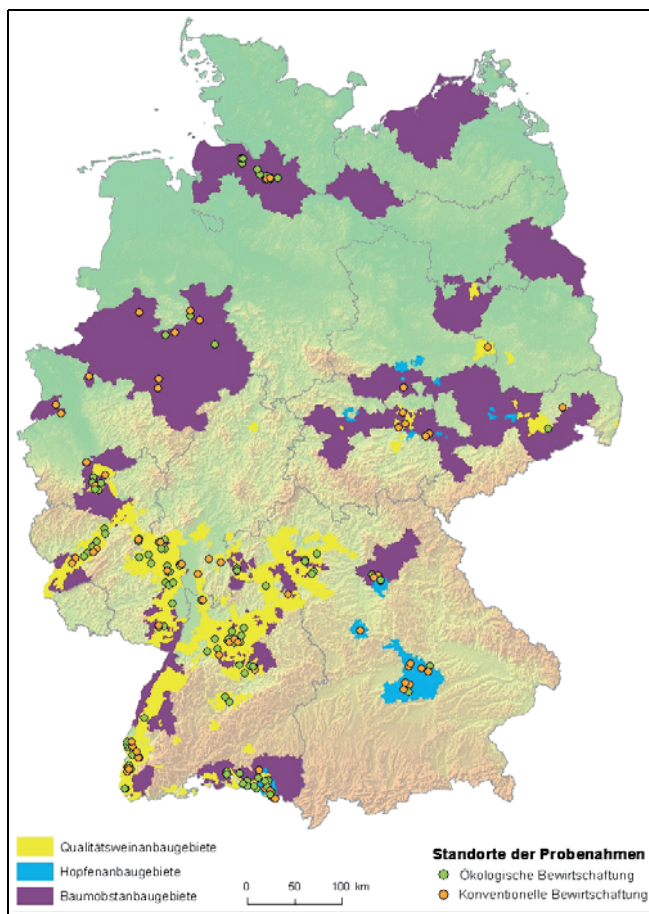 Qualitätsweinanbaugebiete
Hopfenanbaugebiete
Baumobstanbaugebiete
0 50 100 km
Standorte der Probenahmen
Ökologische Bewirtschaftung
Konventionelle Bewirtschaftung